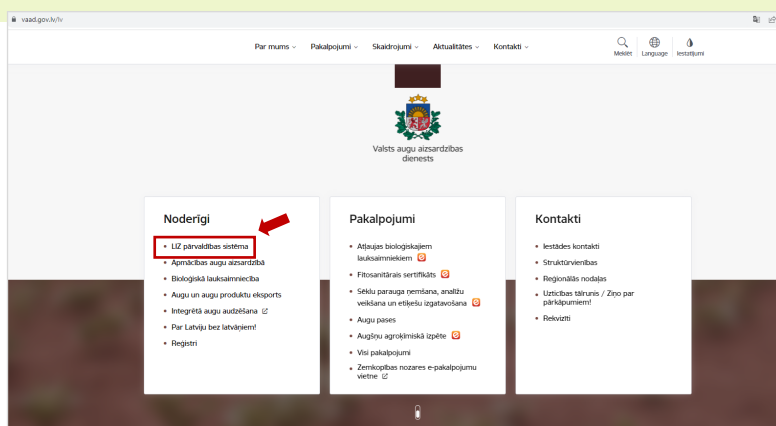 vaad.gov.lv/lv
Par mums
Pakalpojumi
Skaidrojumi
Aktualitātes
Kontakti
Meklēt
Language
Iestatījumi
Valsts augu aizsardzības
dienests
Noderīgi
LIZ pārvaldības sistēma
Apmācības augu aizsardzībā
Bioloģiskā lauksaimniecība
Augu un augu produktu eksports
Integrētā augu audzēšana
Par Latviju bez latvāņiem!
Reģistri
Pakalpojumi
Atļaujas bioloģiskajiem
lauksaimniekiem
Fitosanitārais sertifikāts
Sēklu parauga ņemšana, analīžu
veikšana un etiķešu izgatavošana
Augu pases
Augšņu agroķīmiskā izpēte
Visi pakalpojumi
Zemkopības nozares e-pakalpojumu
vietne
Kontakti
Iestādes kontakti
Struktūrvienības
Reģionālās nodaļas
Uzticības tālrunis / Ziņo par
pārkāpumiem!
Rekvizīti